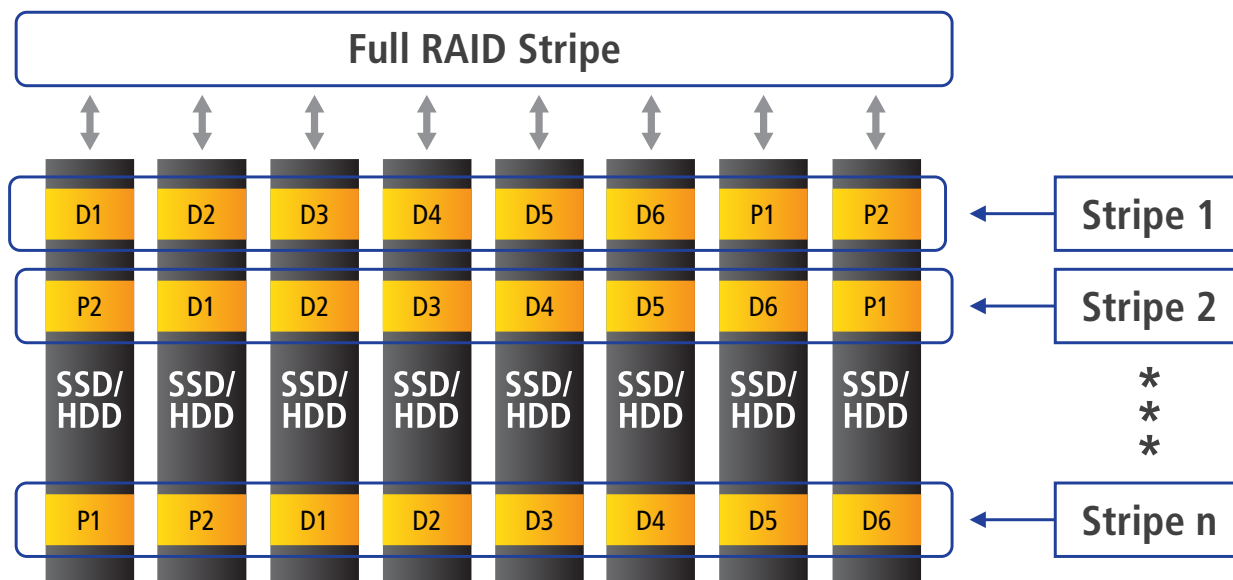 Full RAID Stripe
D1 D2 D3 D4 D5 D6 P1 P2
Stripe 1
P2 D1 D2 D3 D4 D5 D6 P1
Stripe 2
SSD/ SSD/ SSD/ SSD/ SSD/ SSD/ SSD/ SSD/
HDD HDD HDD HDD HDD HDD HDD HDD
*
*
*
P1 P2 D1 D2 D3 D4 D5 D6
Stripe n